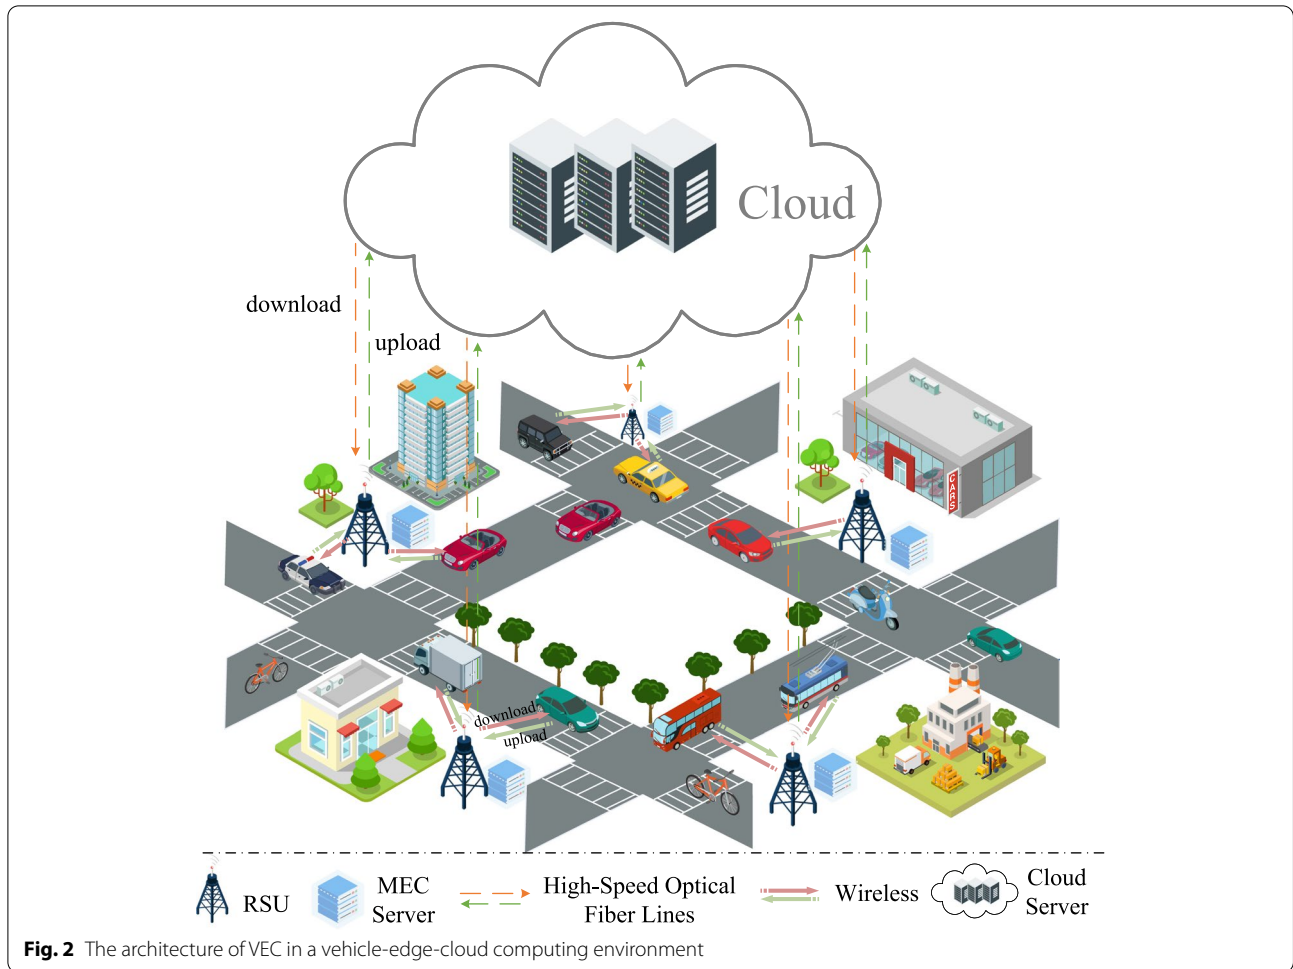 Cloud
download
upload
CARS
download
upload
RSU
MEC
Server
High-Speed Optical
Fiber Lines
Wireless
Cloud
Server
Fig. 2 The architecture of VEC in a vehicle-edge-cloud computing environment